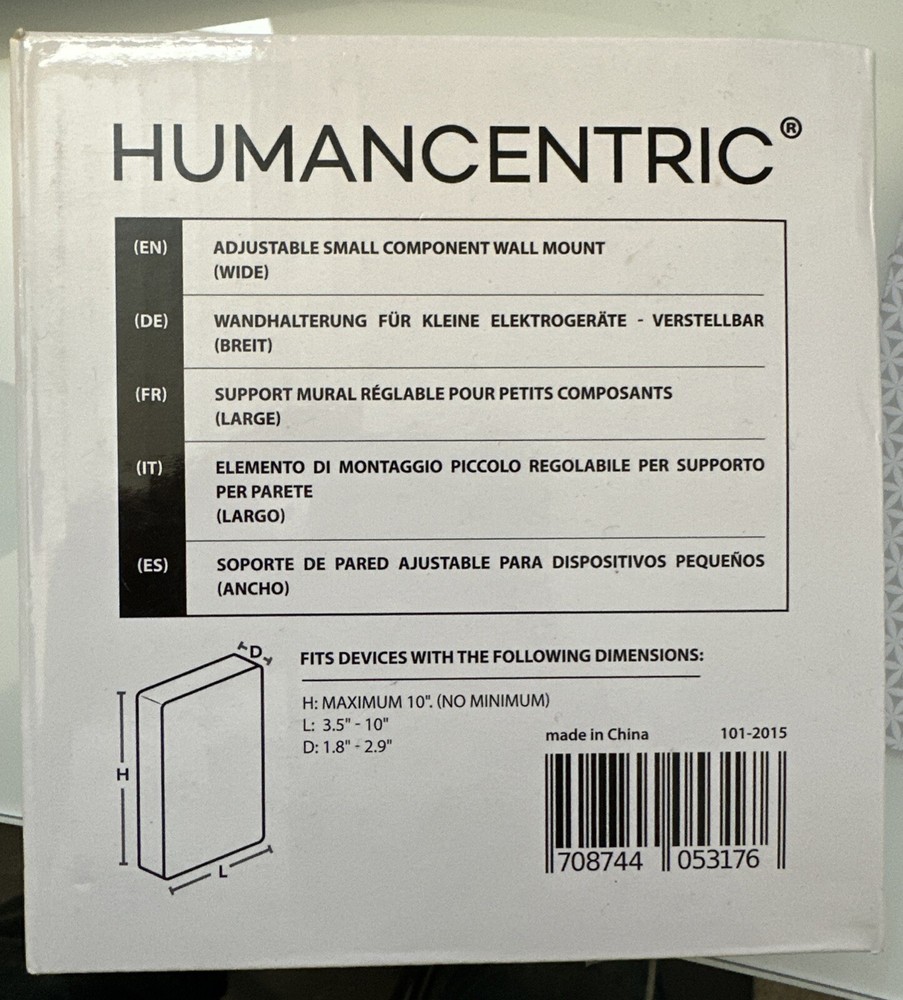 HUMANCENTRIC®
(EN) ADJUSTABLE SMALL COMPONENT WALL MOUNT
(WIDE)
(DE) WANDHALTERUNG FÜR KLEINE ELEKTROGERÄTE - VERSTELLBAR
(BREIT)
(FR) SUPPORT MURAL RÉGLABLE POUR PETITS COMPOSANTS
(LARGE)
(IT) ELEMENTO DI MONTAGGIO PICCOLO REGOLABILE PER SUPPORTO
PER PARETE
(LARGO)
(ES) SOPORTE DE PARED AJUSTABLE PARA DISPOSITIVOS PEQUEÑOS
(ANCHO)
D
H
L
FITS DEVICES WITH THE FOLLOWING DIMENSIONS:
H: MAXIMUM 10". (NO MINIMUM)
L: 3.5" - 10"
D: 1.8" - 2.9"
made in China 101-2015
708744 053176